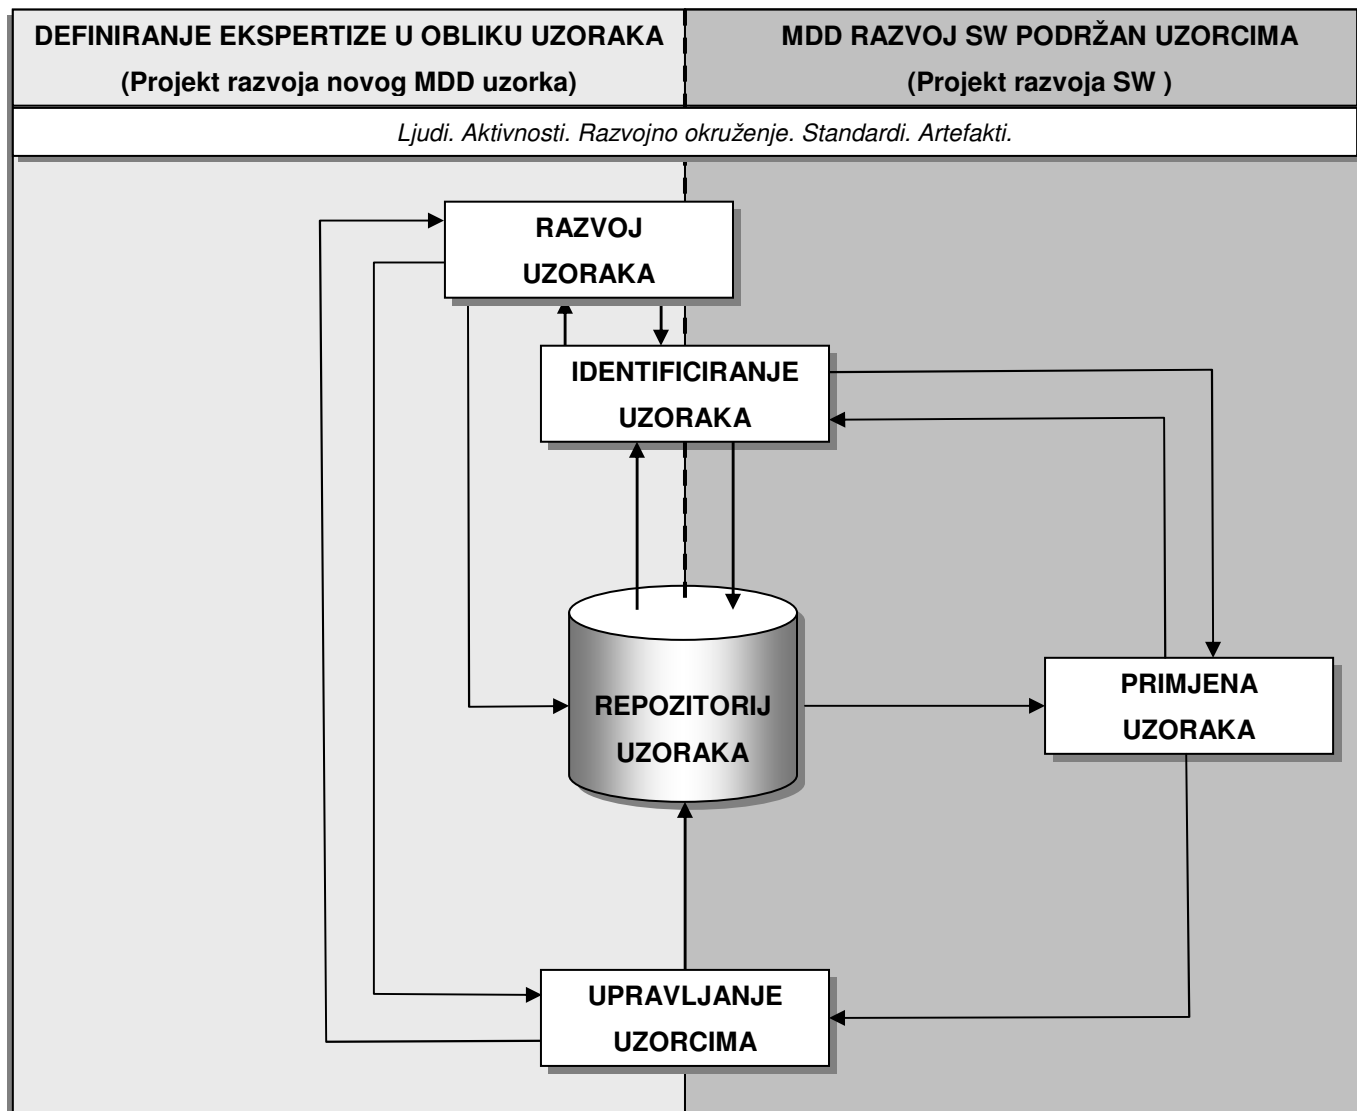 DEFINIRANJE EKSPERTIZE U OBLIKU UZORAKA
(Projekt razvoja novog MDD uzorka)
MDD RAZVOJ SW PODRŽAN UZORCIMA
(Projekt razvoja SW )
Ljudi. Aktivnosti. Razvojno okruženje. Standardi. Artefakti.
RAZVOJ
UZORAKA
IDENTIFICIRANJE
UZORAKA
REPOZITORIJ
UZORAKA
PRIMJENA
UZORAKA
UPRAVLJANJE
UZORCIMA